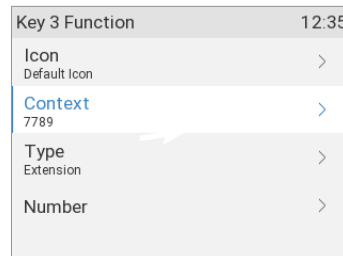 Key 3 Function 12:35
Icon
Default Icon
Context
7789
Type
Extension
Number